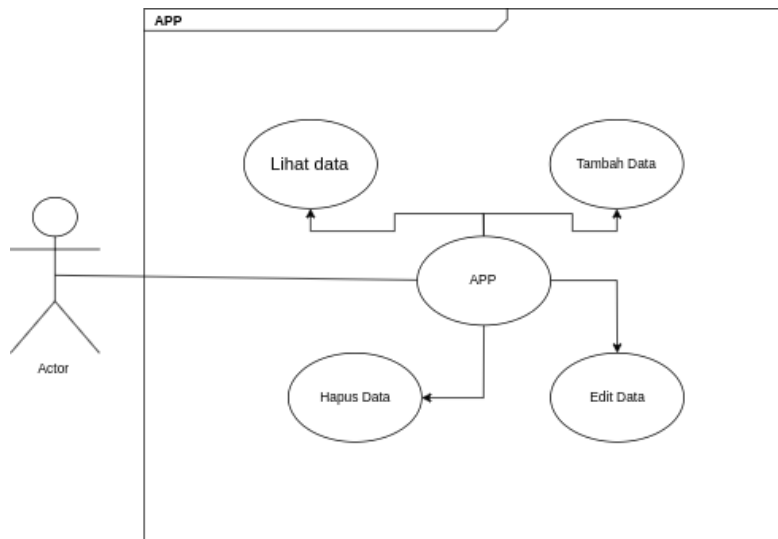 APP
Lihat data
Tambah Data
APP
Actor
Hapus Data
Edit Data